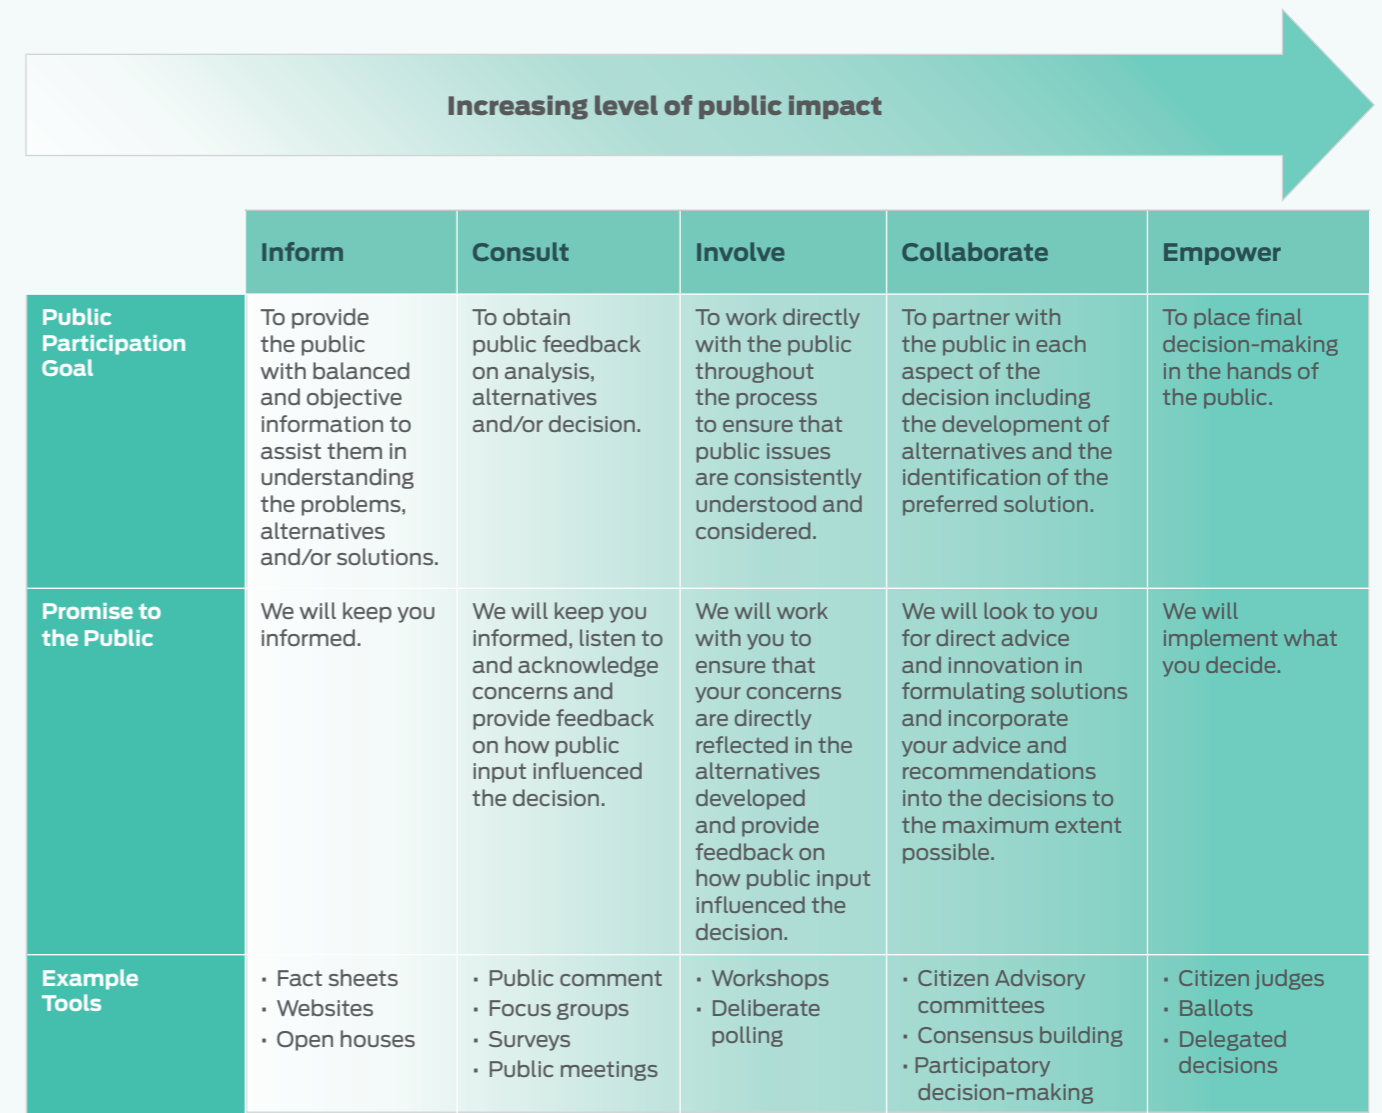 Increasing level of public impact
Inform
Consult
Involve
Collaborate
Empower
Public
Participation
Goal
To provide
the public
with balanced
and objective
information to
assist them in
understanding
the problems,
alternatives
and/or solutions.
To obtain
public feedback
on analysis,
alternatives
and/or decision.
To work directly
with the public
throughout
the process
to ensure that
public issues
are consistently
understood and
considered.
To partner with
the public in each
aspect of the
decision including
the development of
alternatives and the
identification of the
preferred solution.
To place final
decision-making
in the hands of
the public.
Promise to
the Public
We will keep you
informed.
We will keep you
informed, listen to
and acknowledge
concerns and
provide feedback
on how public
input influenced
the decision.
We will work
with you to
ensure that
your concerns
are directly
reflected in the
alternatives
developed
and provide
feedback on
how public input
influenced the
decision.
We will look to you
for direct advice
and innovation in
formulating solutions
and incorporate
your advice and
recommendations
into the decisions to
the maximum extent
possible.
We will
implement what
you decide.
Example
Tools
· Fact sheets
· Websites
· Open houses
· Public comment
· Focus groups
· Surveys
· Public meetings
· Workshops
· Deliberate
polling
· Citizen Advisory
committees
· Consensus building
· Participatory
decision-making
· Citizen judges
· Ballots
· Delegated
decisions